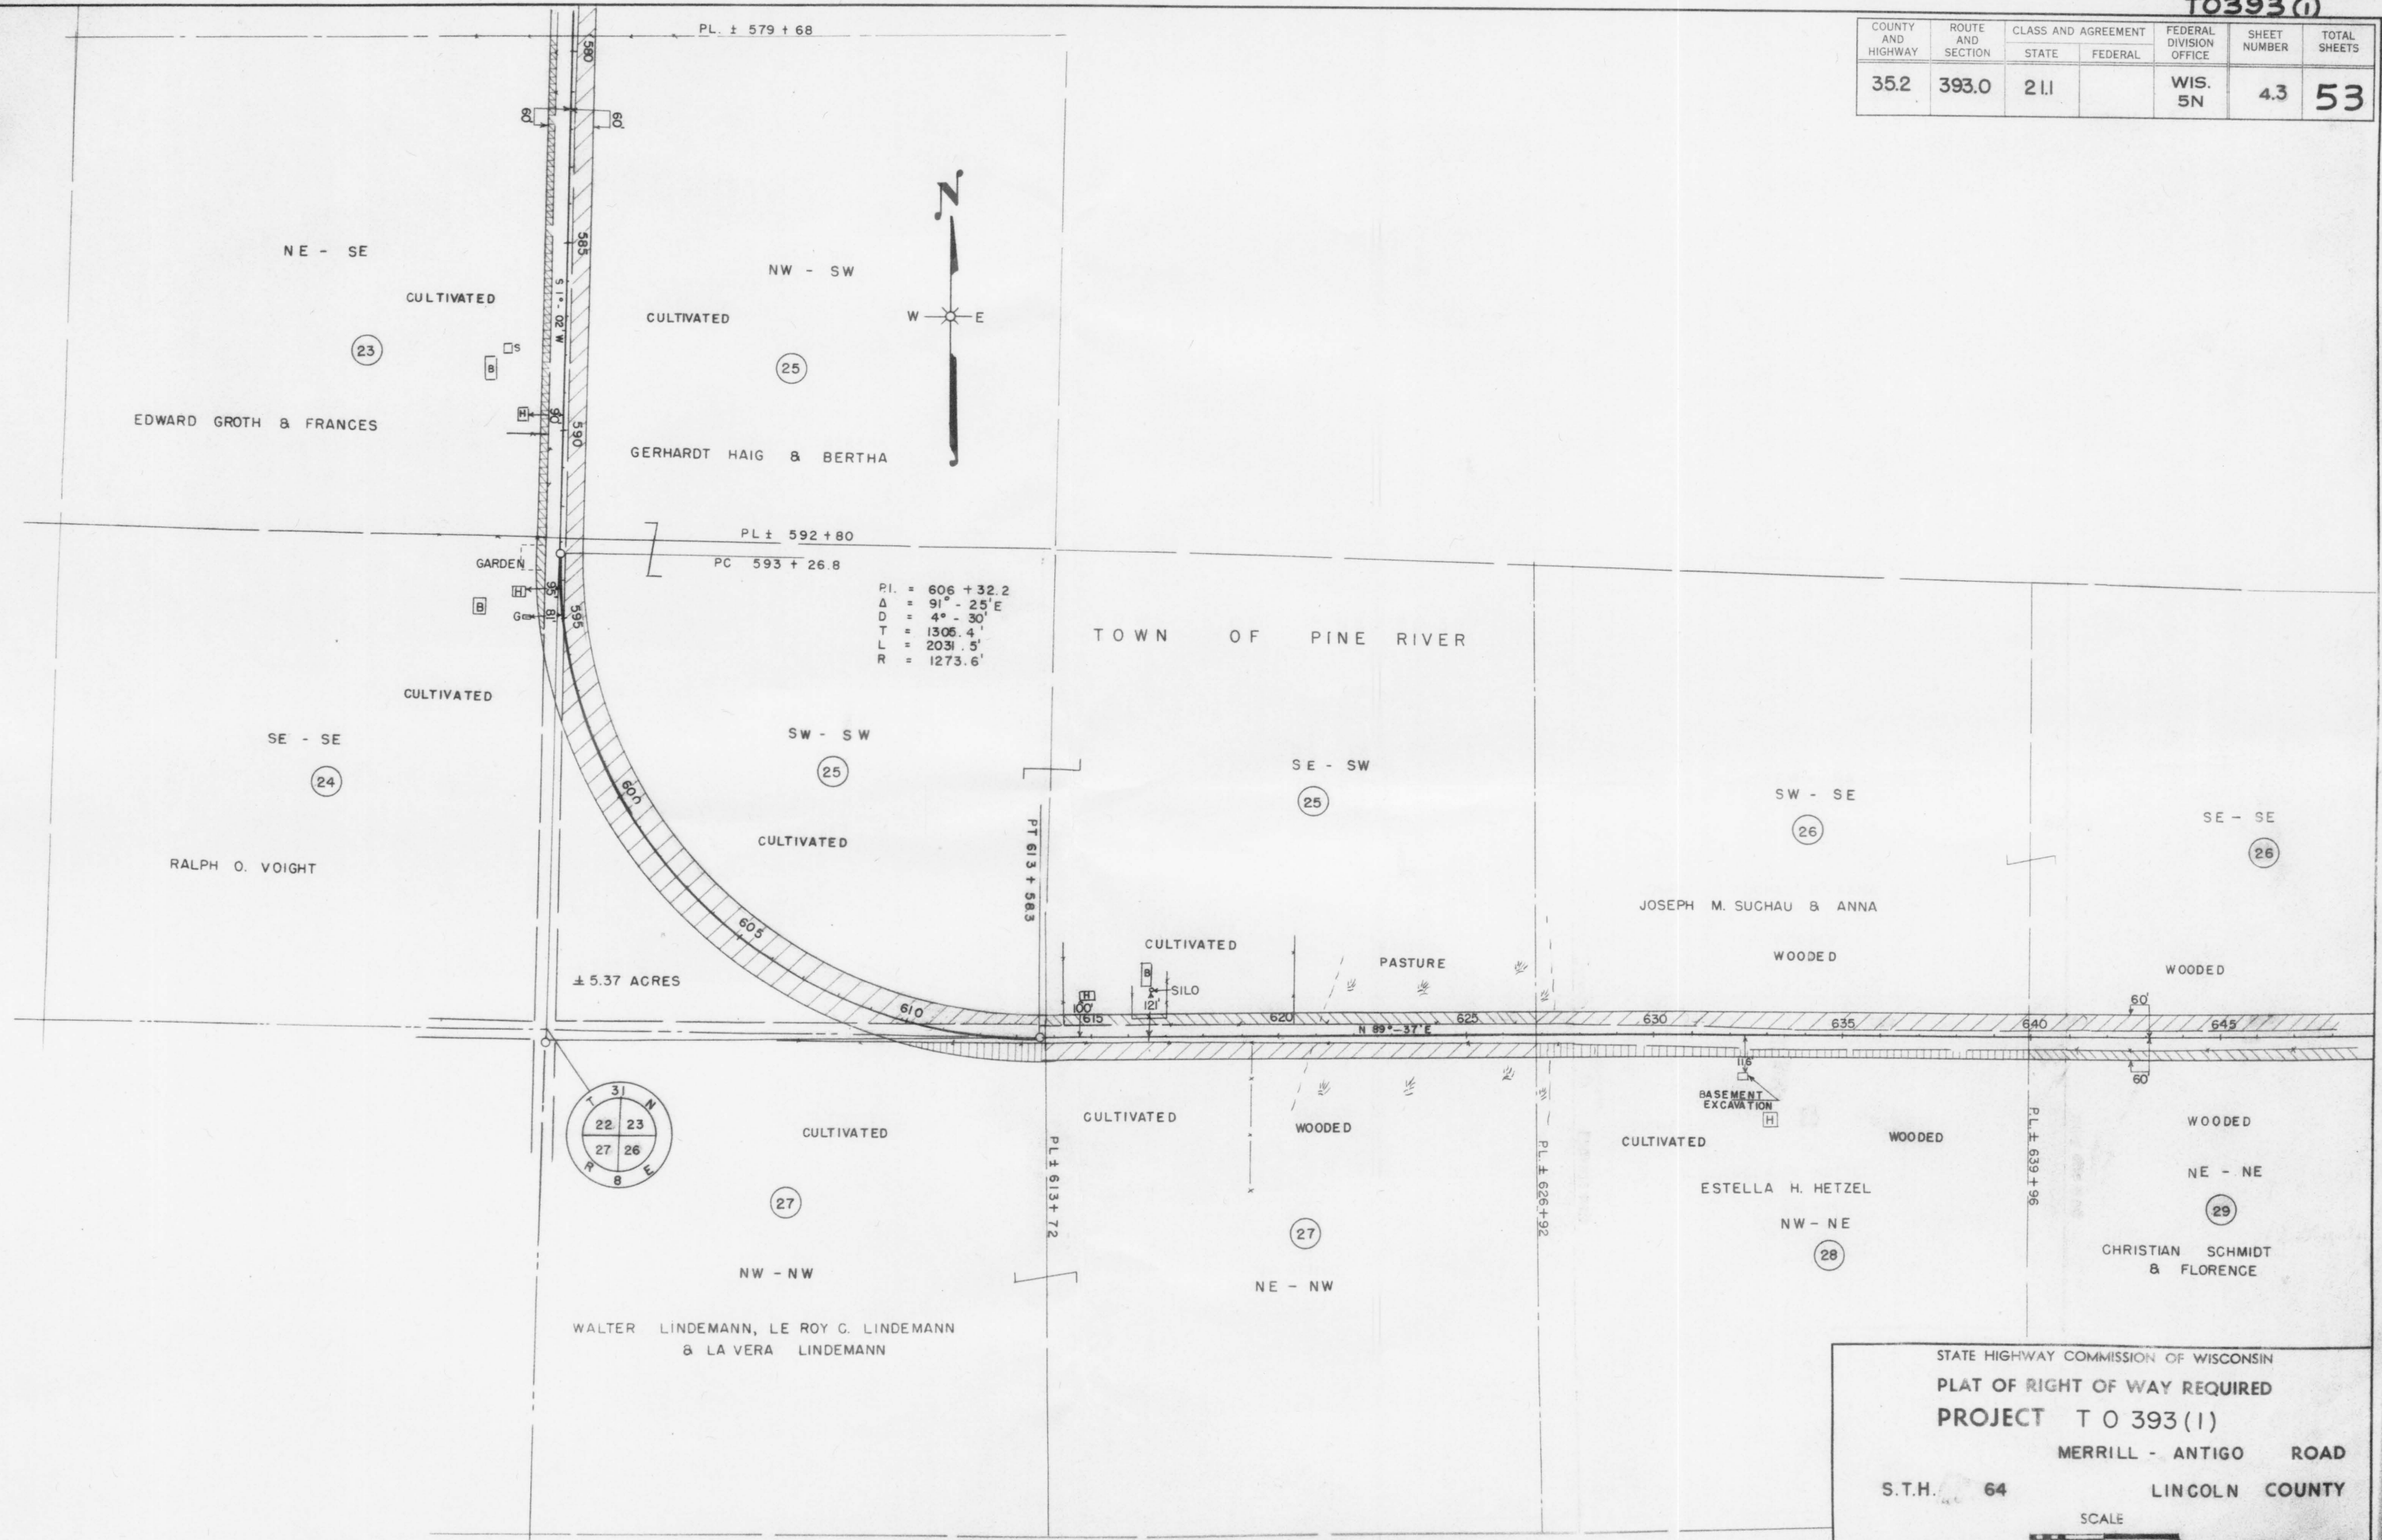 T0393(1)
COUNTY AND HIGHWAY
ROUTE AND SECTION
CLASS AND AGREEMENT
STATE
FEDERAL
FEDERAL DIVISION OFFICE
SHEET NUMBER
TOTAL SHEETS
35.2
393.0
21.1
WIS. 5N
4.3
53
PL. ± 579 + 68
580
60'
60'
N
W
E
585
S 1° - 02' W
NE - SE
CULTIVATED
23
S
B
H
90'
EDWARD GROTH & FRANCES
NW - SW
CULTIVATED
25
590
GERHARDT HAIG & BERTHA
PL ± 592 + 80
PC 593 + 26.8
GARDEN
H
95'
B
G
81'
595
P.I. = 606 + 32.2
Δ = 91° - 25' E
D = 4° - 30'
T = 1305.4'
L = 2031.5'
R = 1273.6'
TOWN OF PINE RIVER
CULTIVATED
SE - SE
24
RALPH O. VOIGHT
SW - SW
25
CULTIVATED
600
605
610
± 5.37 ACRES
PT 613 + 58.3
SE - SW
25
SW - SE
26
SE - SE
26
JOSEPH M. SUCHAU & ANNA
CULTIVATED
PASTURE
WOODED
WOODED
H
100'
B
SILO
121'
615
620
625
630
635
640
645
N 89° - 37' E
60'
60'
116'
BASEMENT
EXCAVATION
H
T 31 N
22 23
27 26
R 8 E
CULTIVATED
27
NW - NW
WALTER LINDEMANN, LE ROY C. LINDEMANN
& LA VERA LINDEMANN
PL ± 613 + 72
CULTIVATED
WOODED
27
NE - NW
PL. ± 626 + 92
CULTIVATED
WOODED
ESTELLA H. HETZEL
NW - NE
28
P.L. ± 639 + 96
WOODED
NE - NE
29
CHRISTIAN SCHMIDT
& FLORENCE
STATE HIGHWAY COMMISSION OF WISCONSIN
PLAT OF RIGHT OF WAY REQUIRED
PROJECT T 0 393 (1)
MERRILL - ANTIGO ROAD
S.T.H. 64 LINCOLN COUNTY
SCALE